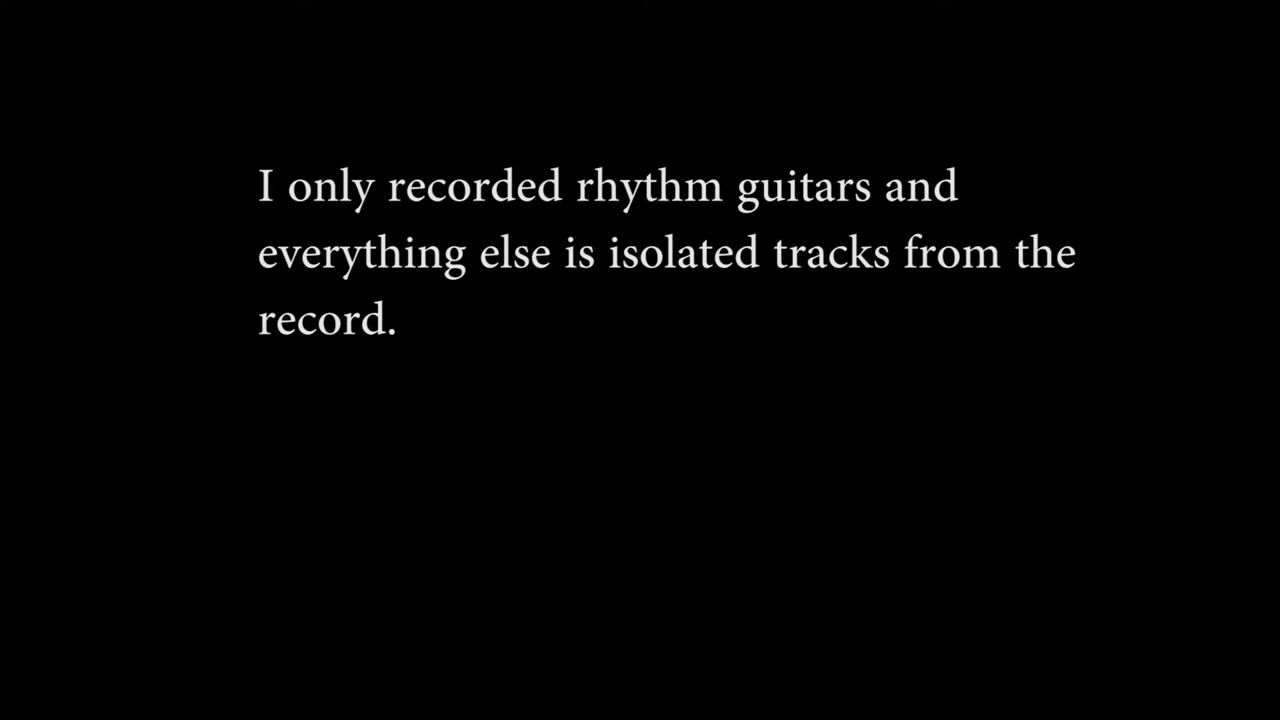 I only recorded rhythm guitars and
everything else is isolated tracks from the
record.